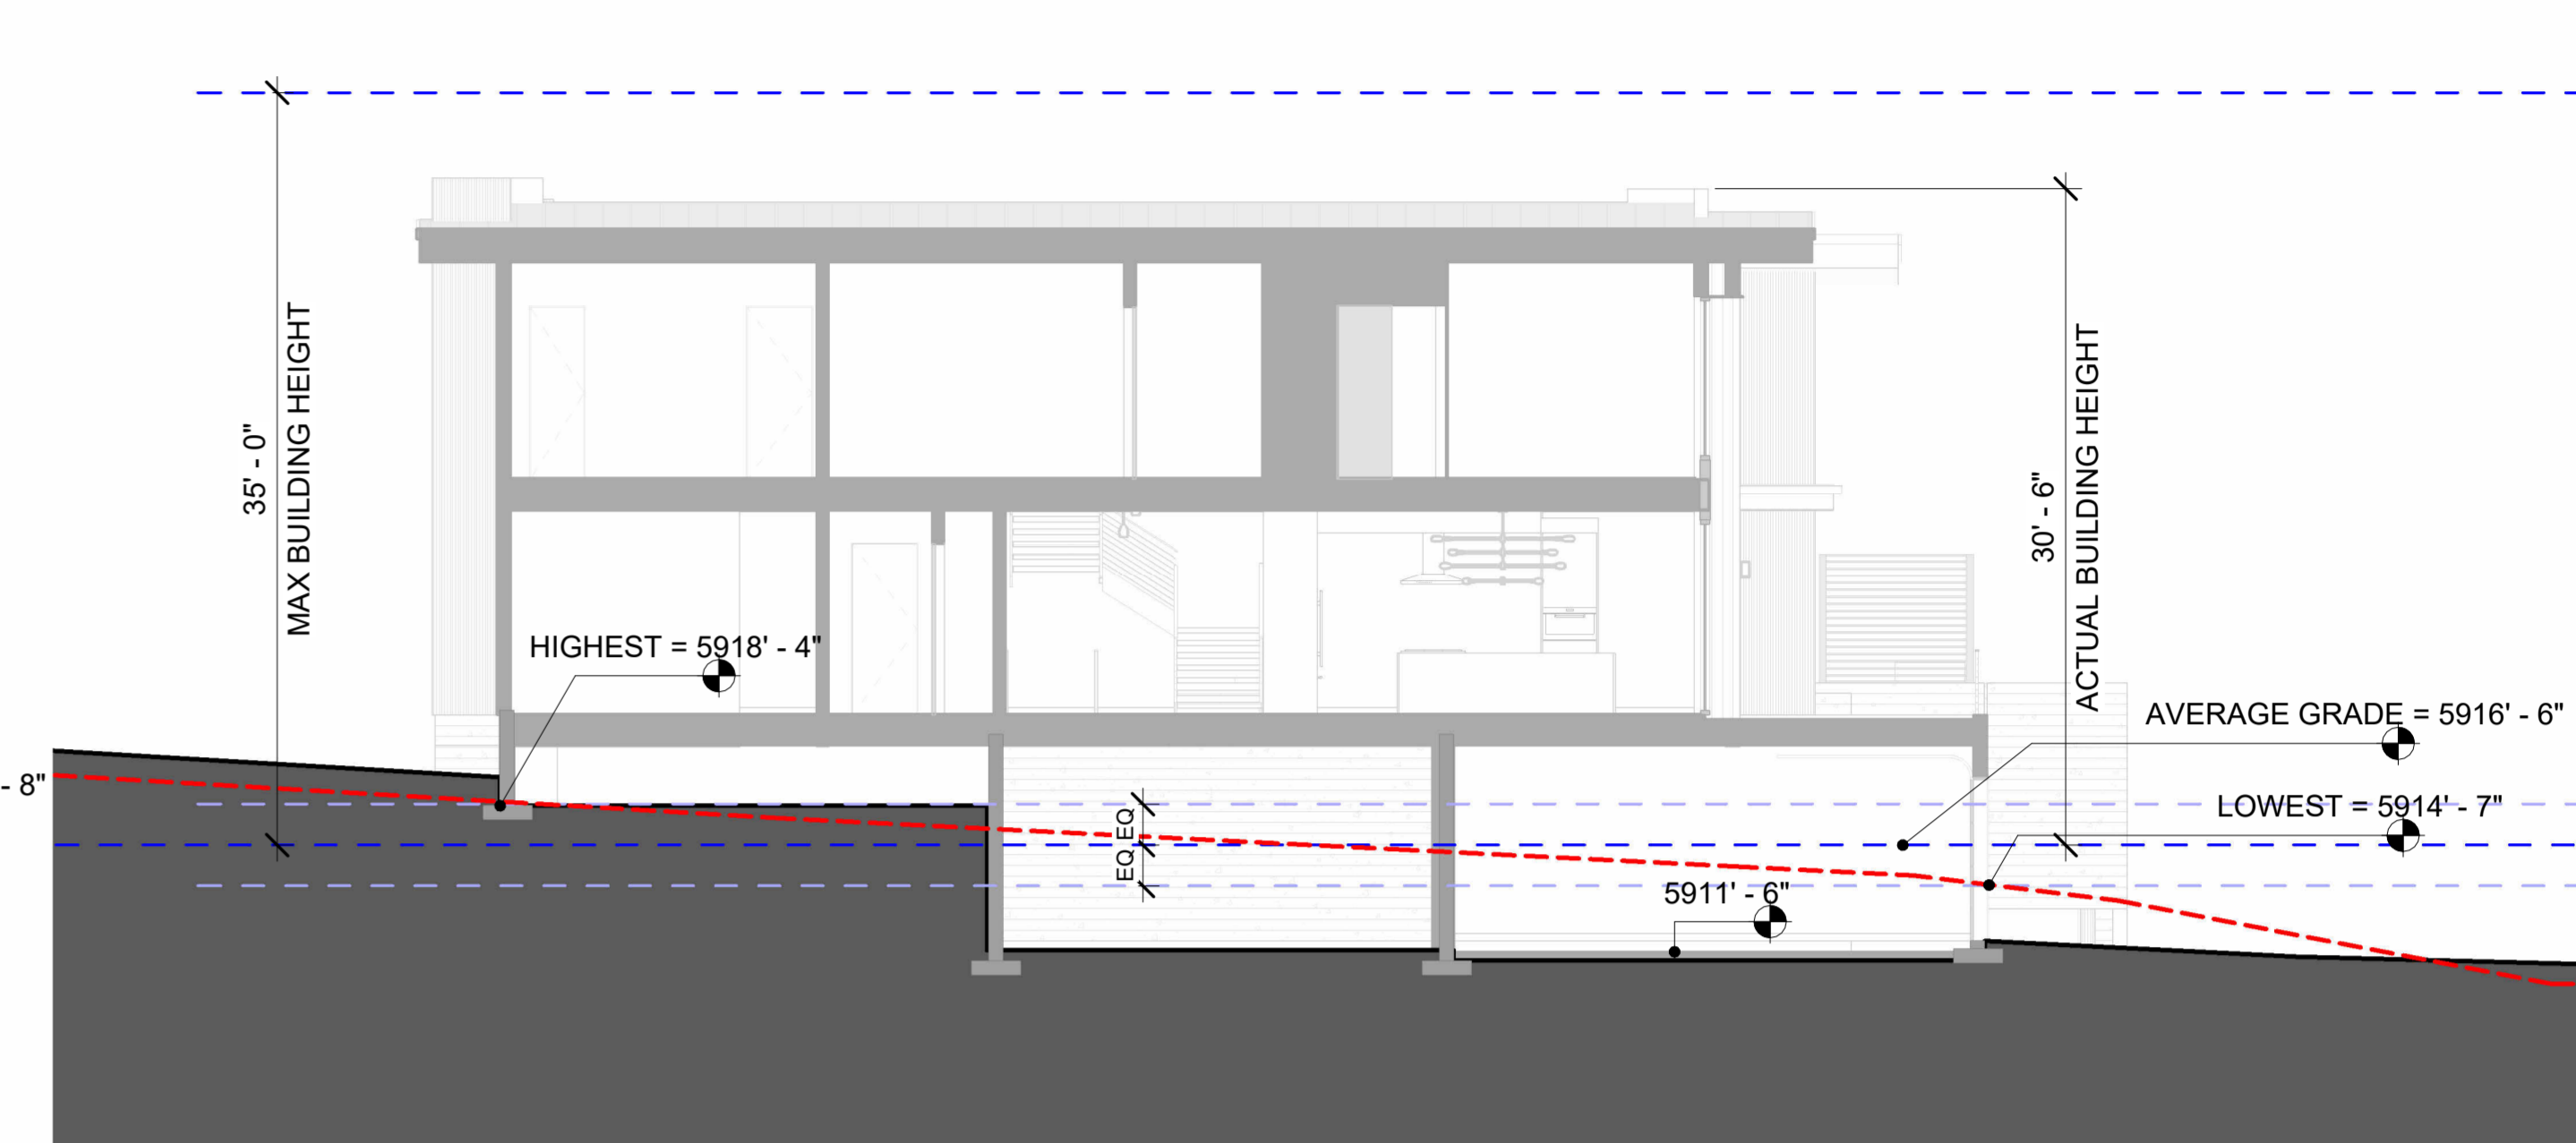 35' - 0"
MAX BUILDING HEIGHT
30' - 6"
ACTUAL BUILDING HEIGHT
HIGHEST = 5918' - 4"
AVERAGE GRADE = 5916' - 6"
- 8"
LOWEST = 5914' - 7"
EQ
EQ
5911' - 6"